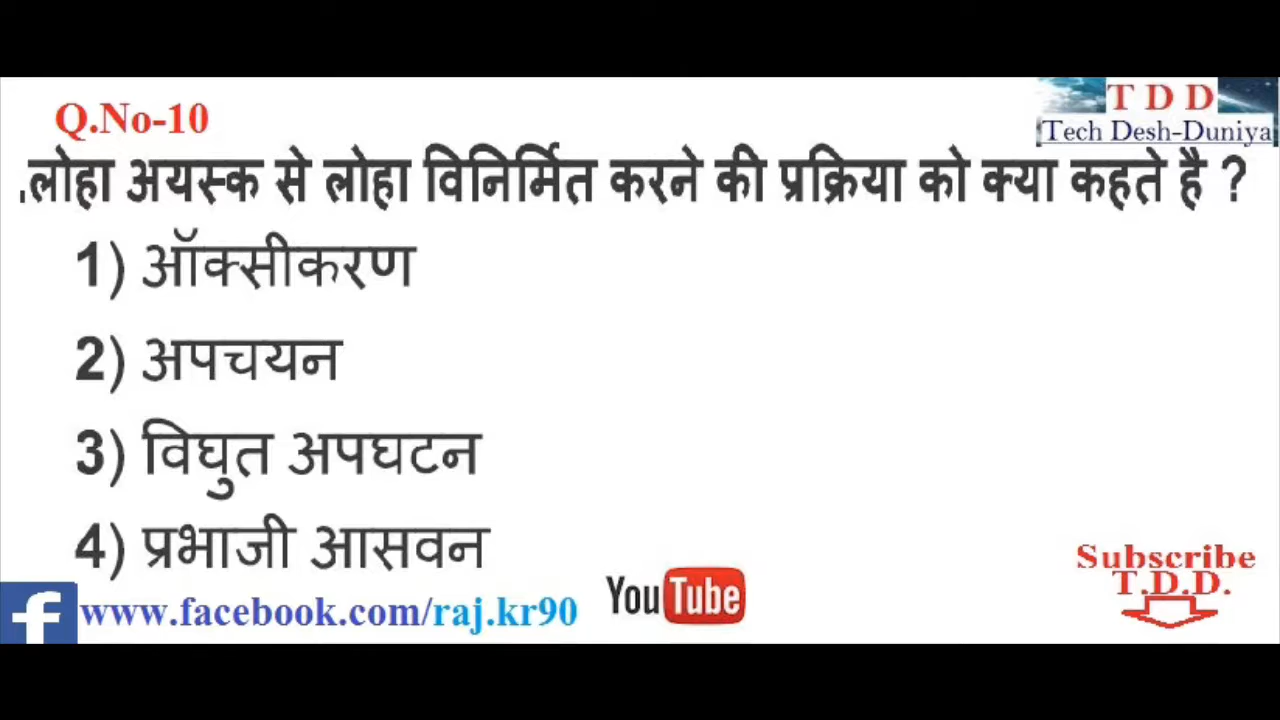 Q.No-10
T D D
Tech Desh-Duniya
.लोहा अयस्क से लोहा विनिर्मित करने की प्रक्रिया को क्या कहते है ?
1) ऑक्सीकरण
2) अपचयन
3) विघुत अपघटन
4) प्रभाजी आसवन
Subscribe
T.D.D.
f www.facebook.com/raj.kr90
YouTube